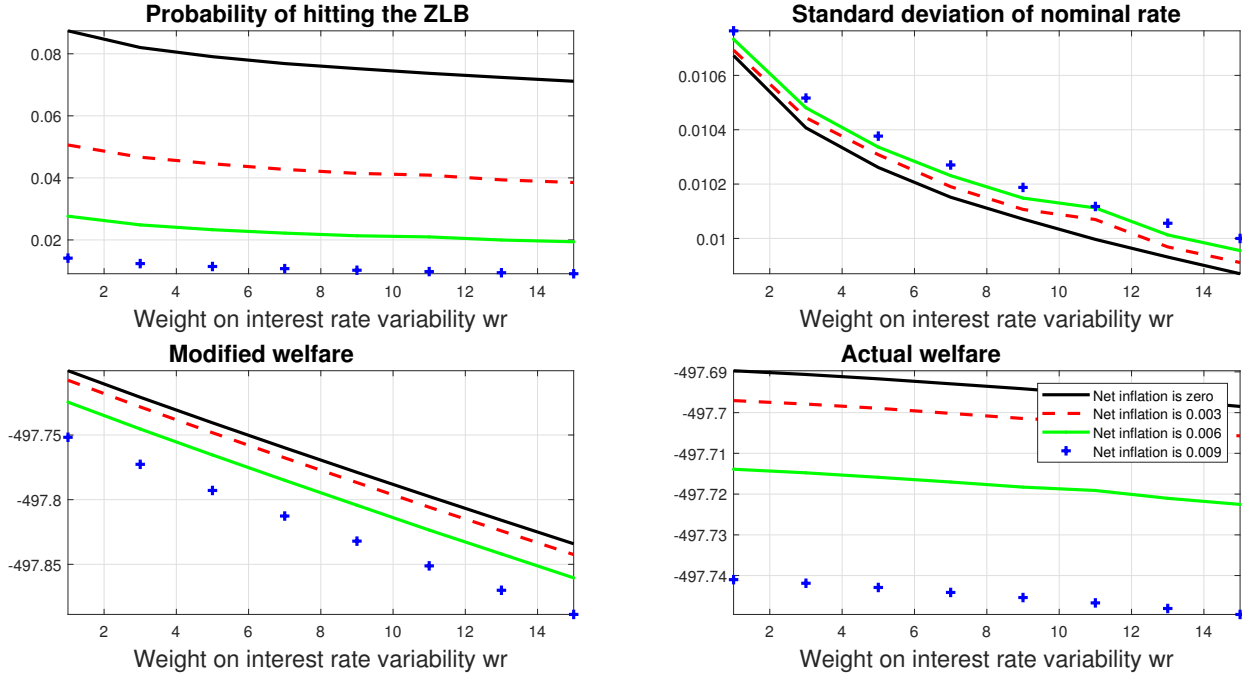 Probability of hitting the ZLB
0.08
0.06
0.04
0.02
2 4 6 8 10 12 14
Weight on interest rate variability wr
Standard deviation of nominal rate
0.0106
0.0104
0.0102
0.01
2 4 6 8 10 12 14
Weight on interest rate variability wr
Modified welfare
-497.75
-497.8
-497.85
2 4 6 8 10 12 14
Weight on interest rate variability wr
Actual welfare
-497.69
-497.7
-497.71
-497.72
-497.73
-497.74
2 4 6 8 10 12 14
Weight on interest rate variability wr
Net inflation is zero
Net inflation is 0.003
Net inflation is 0.006
Net inflation is 0.009